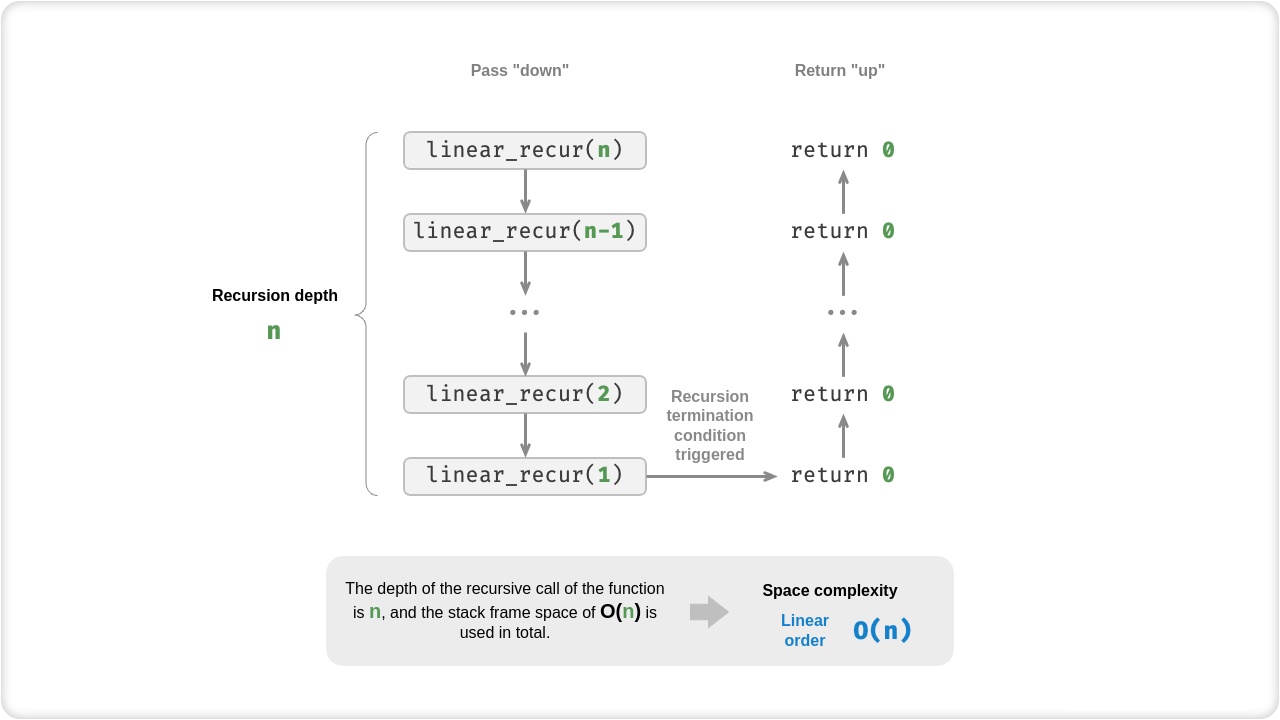 Pass "down"
Return "up"
linear_recur(n)
return 0
linear_recur(n-1)
return 0
Recursion depth
n
...
...
linear_recur(2)
return 0
Recursion
termination
condition
triggered
linear_recur(1)
return 0
The depth of the recursive call of the function
is n, and the stack frame space of O(n) is
used in total.
Space complexity
Linear
order
O(n)